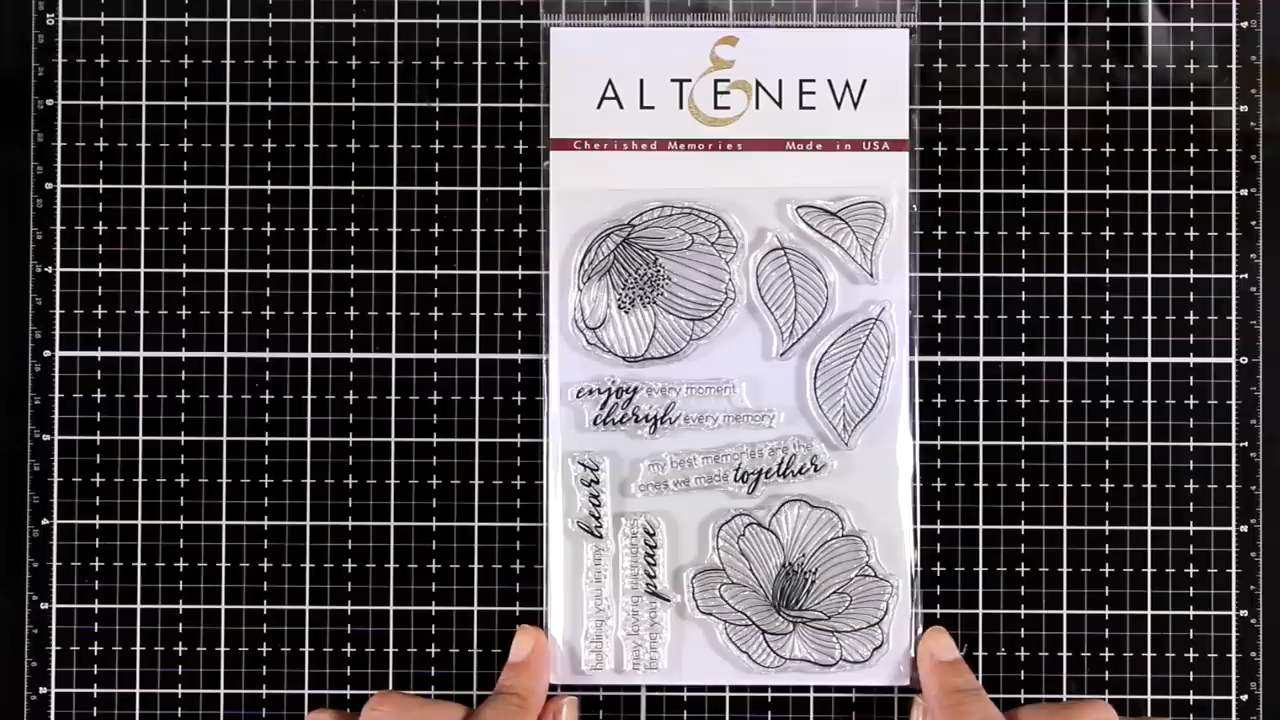 ALTENEW
Cherished Memories Made in USA
enjoy every moment
cherish every memory
my best memories are the
ones we made together
holding you in my heart
may loving memories
bring you peace